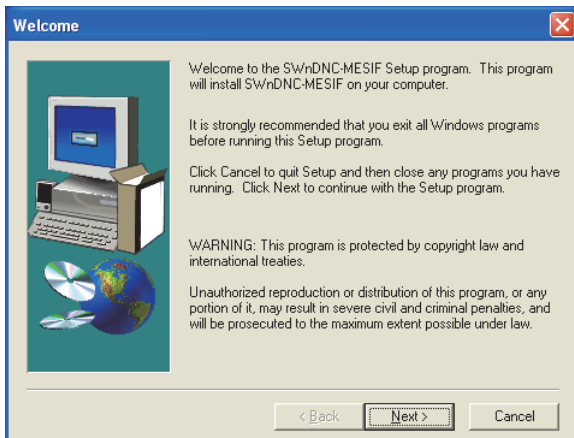 Welcome
Welcome to the SWnDNC-MESIF Setup program. This program
will install SWnDNC-MESIF on your computer.
It is strongly recommended that you exit all Windows programs
before running this Setup program.
Click Cancel to quit Setup and then close any programs you have
running. Click Next to continue with the Setup program.
WARNING: This program is protected by copyright law and
international treaties.
Unauthorized reproduction or distribution of this program, or any
portion of it, may result in severe civil and criminal penalties, and
will be prosecuted to the maximum extent possible under law.
< Back
Next >
Cancel